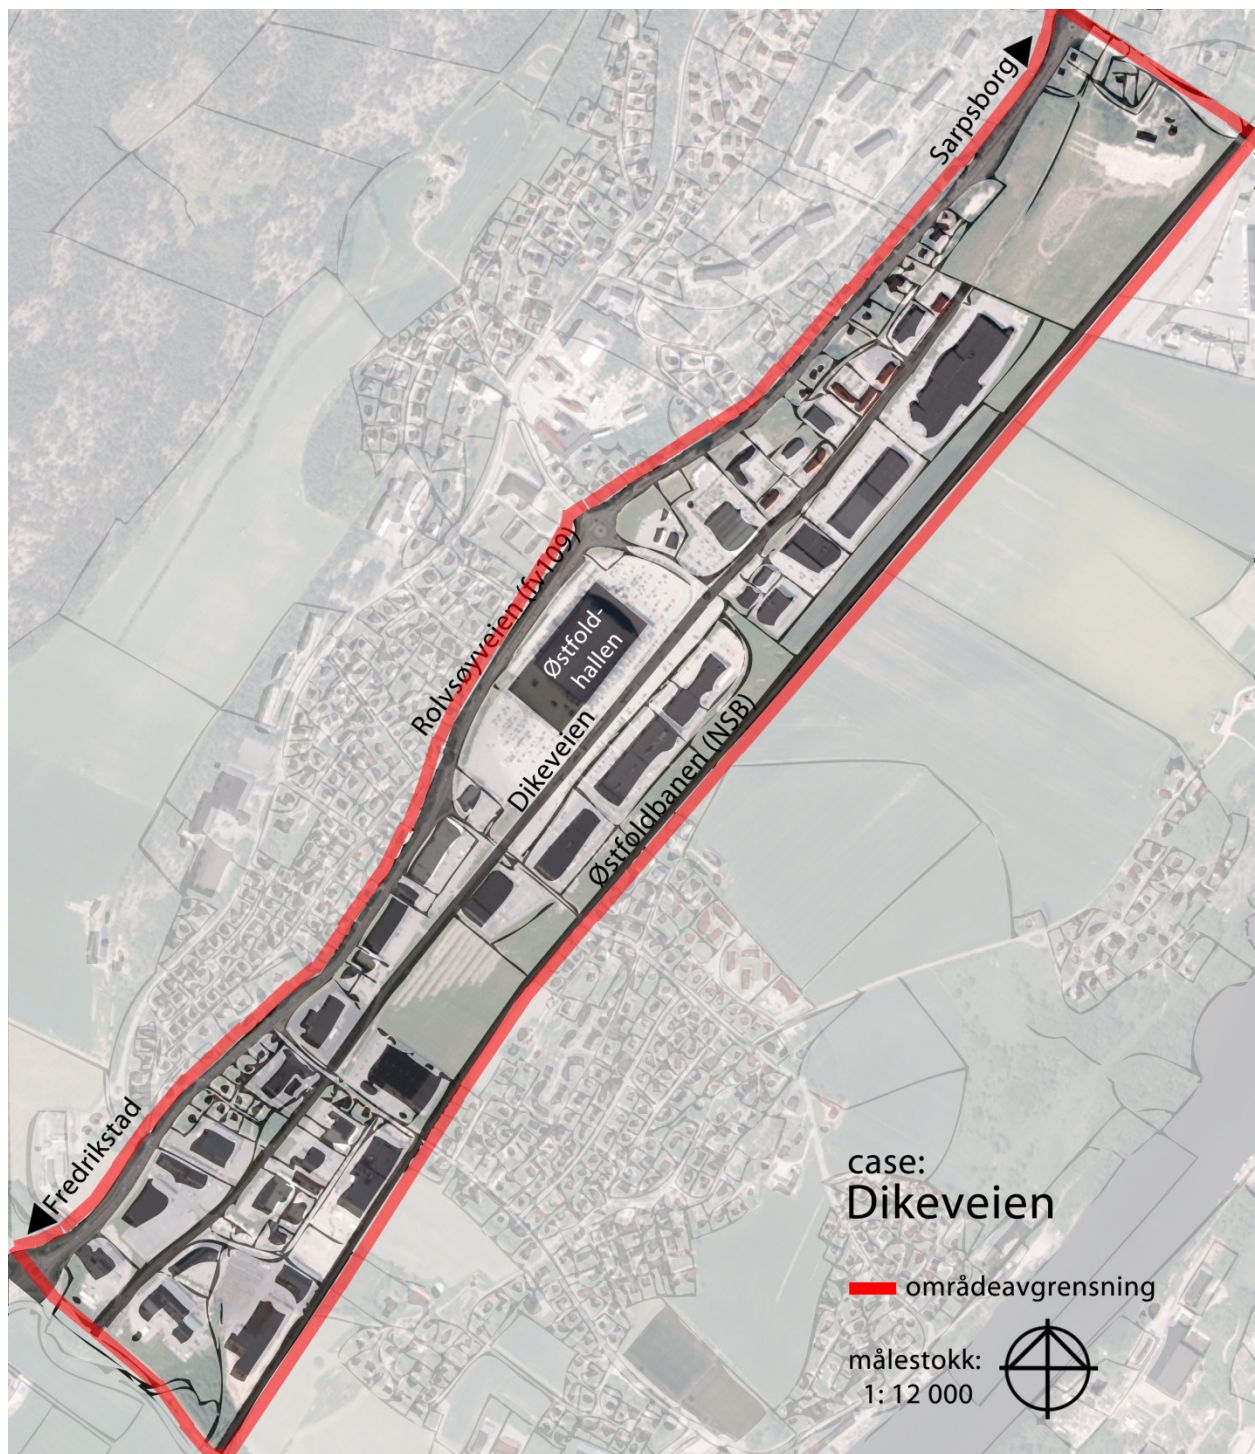 Sarpsborg
Rolvsøyveien (fv109)
Østfold-
hallen
Dikeveien
Østfoldbanen (NSB)
Fredrikstad
case:
Dikeveien
områdeavgrensning
målestokk:
1: 12 000